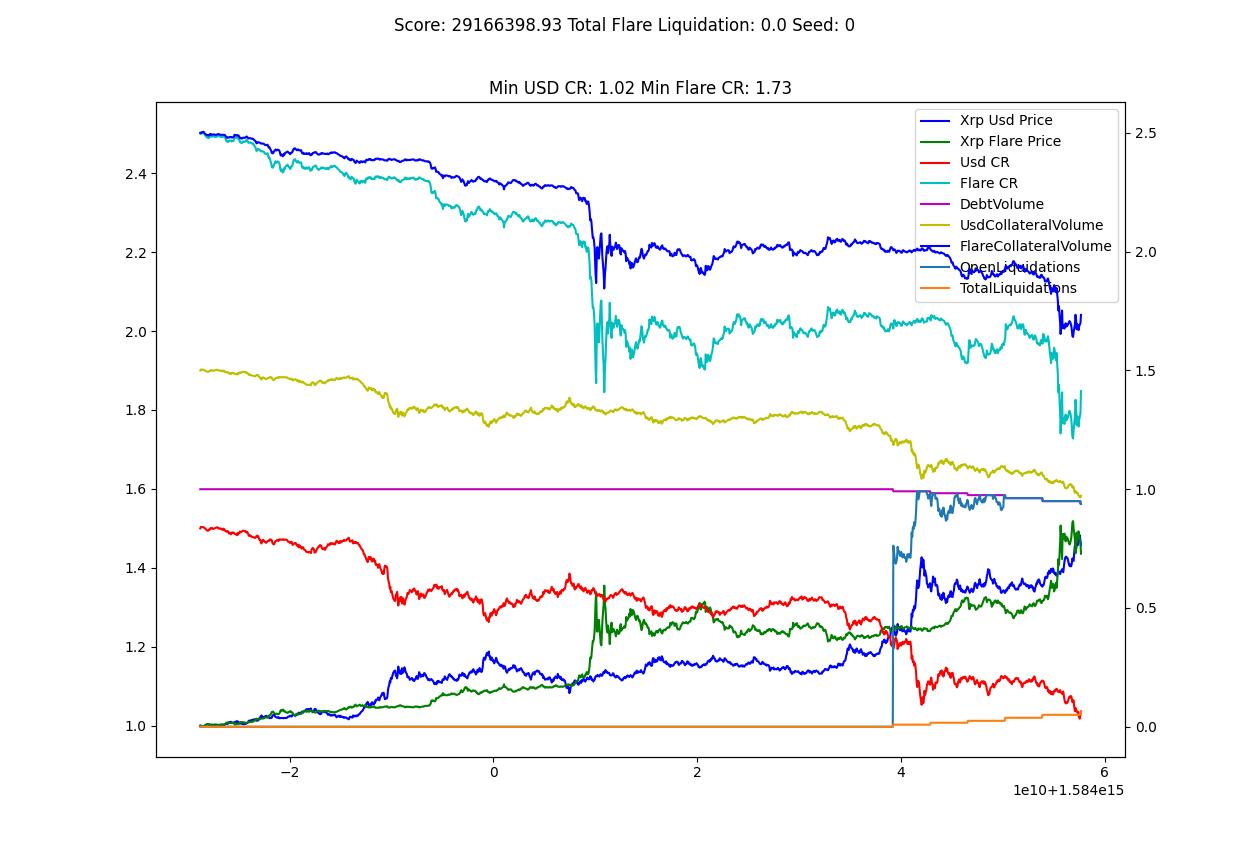 Score: 29166398.93 Total Flare Liquidation: 0.0 Seed: 0
Min USD CR: 1.02 Min Flare CR: 1.73
Xrp Usd Price
Xrp Flare Price
Usd CR
Flare CR
DebtVolume
UsdCollateralVolume
FlareCollateralVolume
OpenLiquidations
TotalLiquidations
2.4
2.2
2.0
1.8
1.6
1.4
1.2
1.0
2.5
2.0
1.5
1.0
0.5
0.0
−2
0
2
4
6
1e10+1.584e15